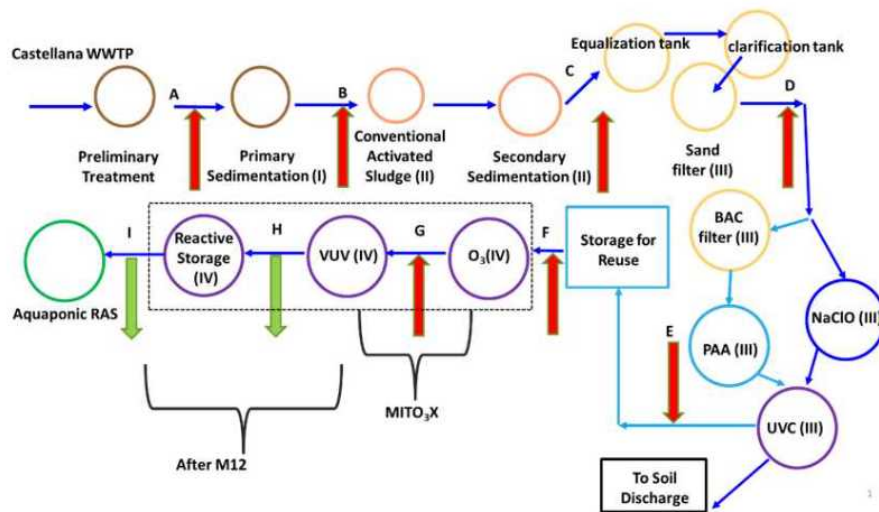 Castellana WWTP
A
B
C
Equalization tank
clarification tank
D
Preliminary
Treatment
Primary
Sedimentation (I)
Conventional
Activated
Sludge (II)
Secondary
Sedimentation (II)
Sand
filter (III)
I
Reactive
Storage
(IV)
H
VUV (IV)
G
O₃(IV)
F
Storage for
Reuse
BAC
filter (III)
Aquaponic RAS
E
PAA (III)
NaClO (III)
MITO₃X
After M12
UVC (III)
To Soil
Discharge
1